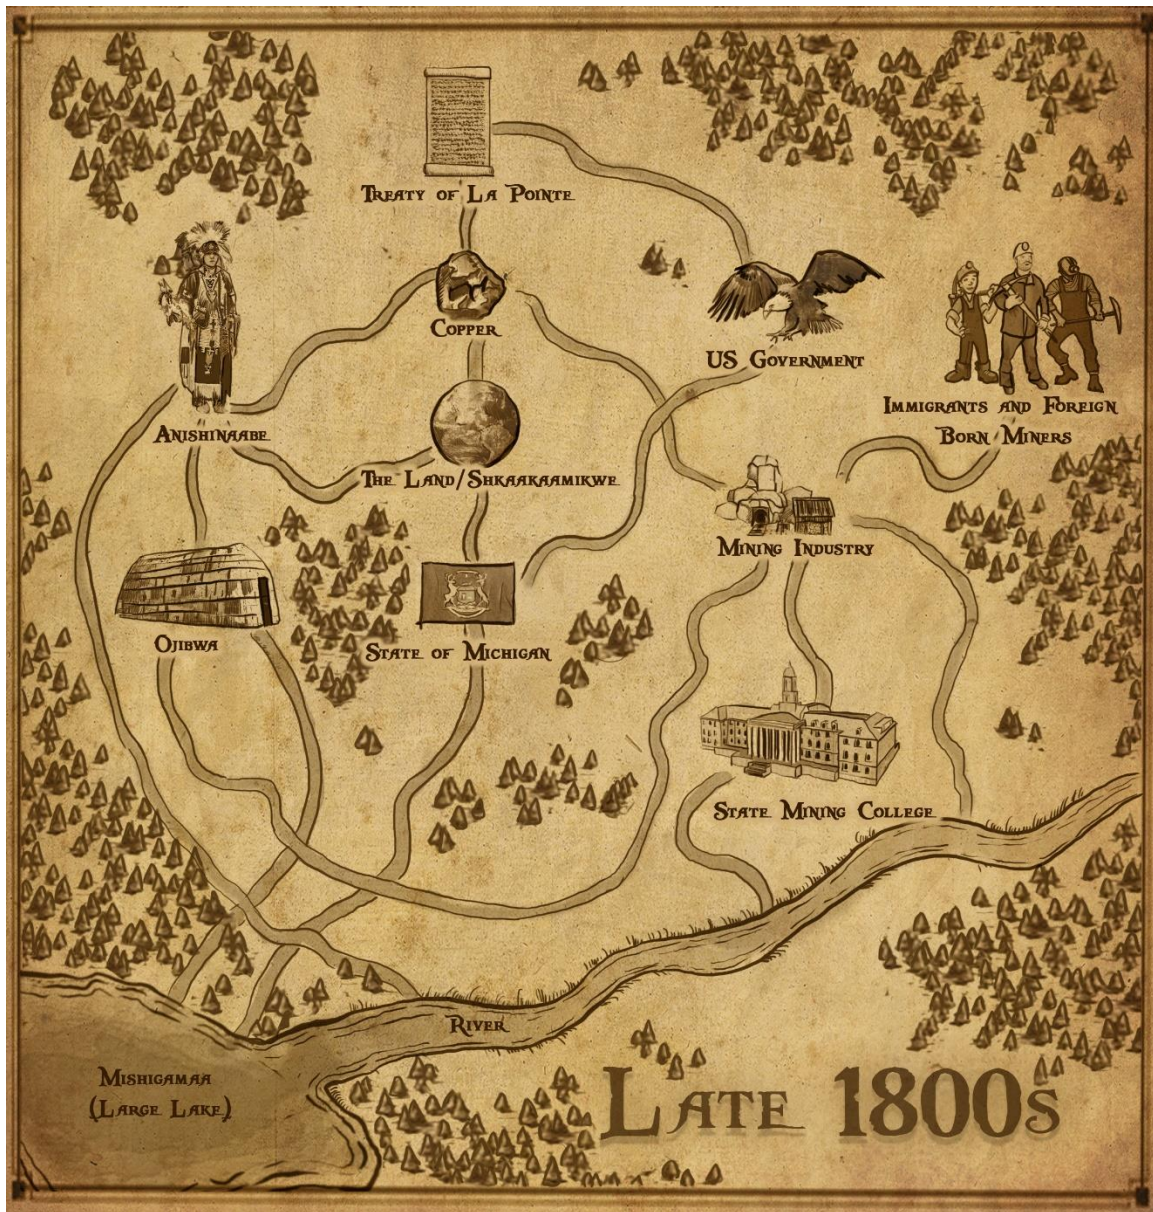 Treaty of La Pointe
Copper
US Government
Immigrants and Foreign
Born Miners
Anishinaabe
The Land/Shkaakaamikwe
Mining Industry
Ojibwa
State of Michigan
State Mining College
River
Mishigamaa
(Large Lake)
Late 1800s